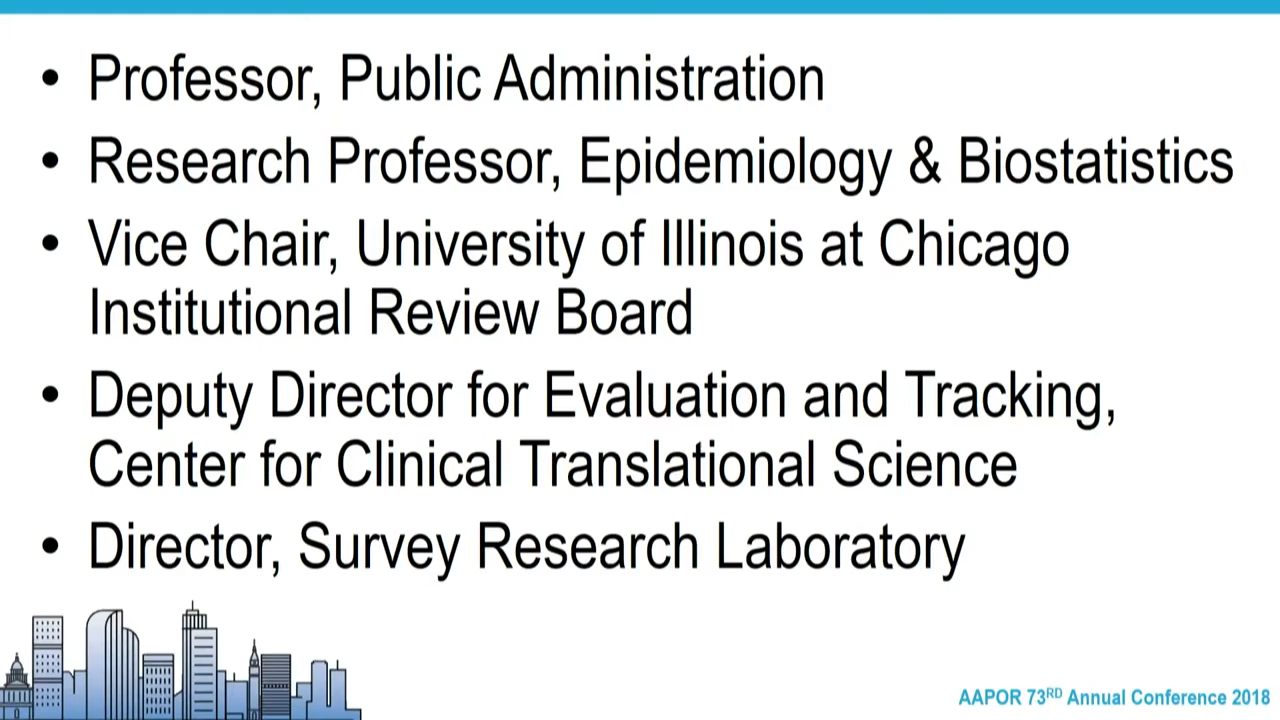 • Professor, Public Administration
• Research Professor, Epidemiology & Biostatistics
• Vice Chair, University of Illinois at Chicago
Institutional Review Board
• Deputy Director for Evaluation and Tracking,
Center for Clinical Translational Science
• Director, Survey Research Laboratory
AAPOR 73RD Annual Conference 2018